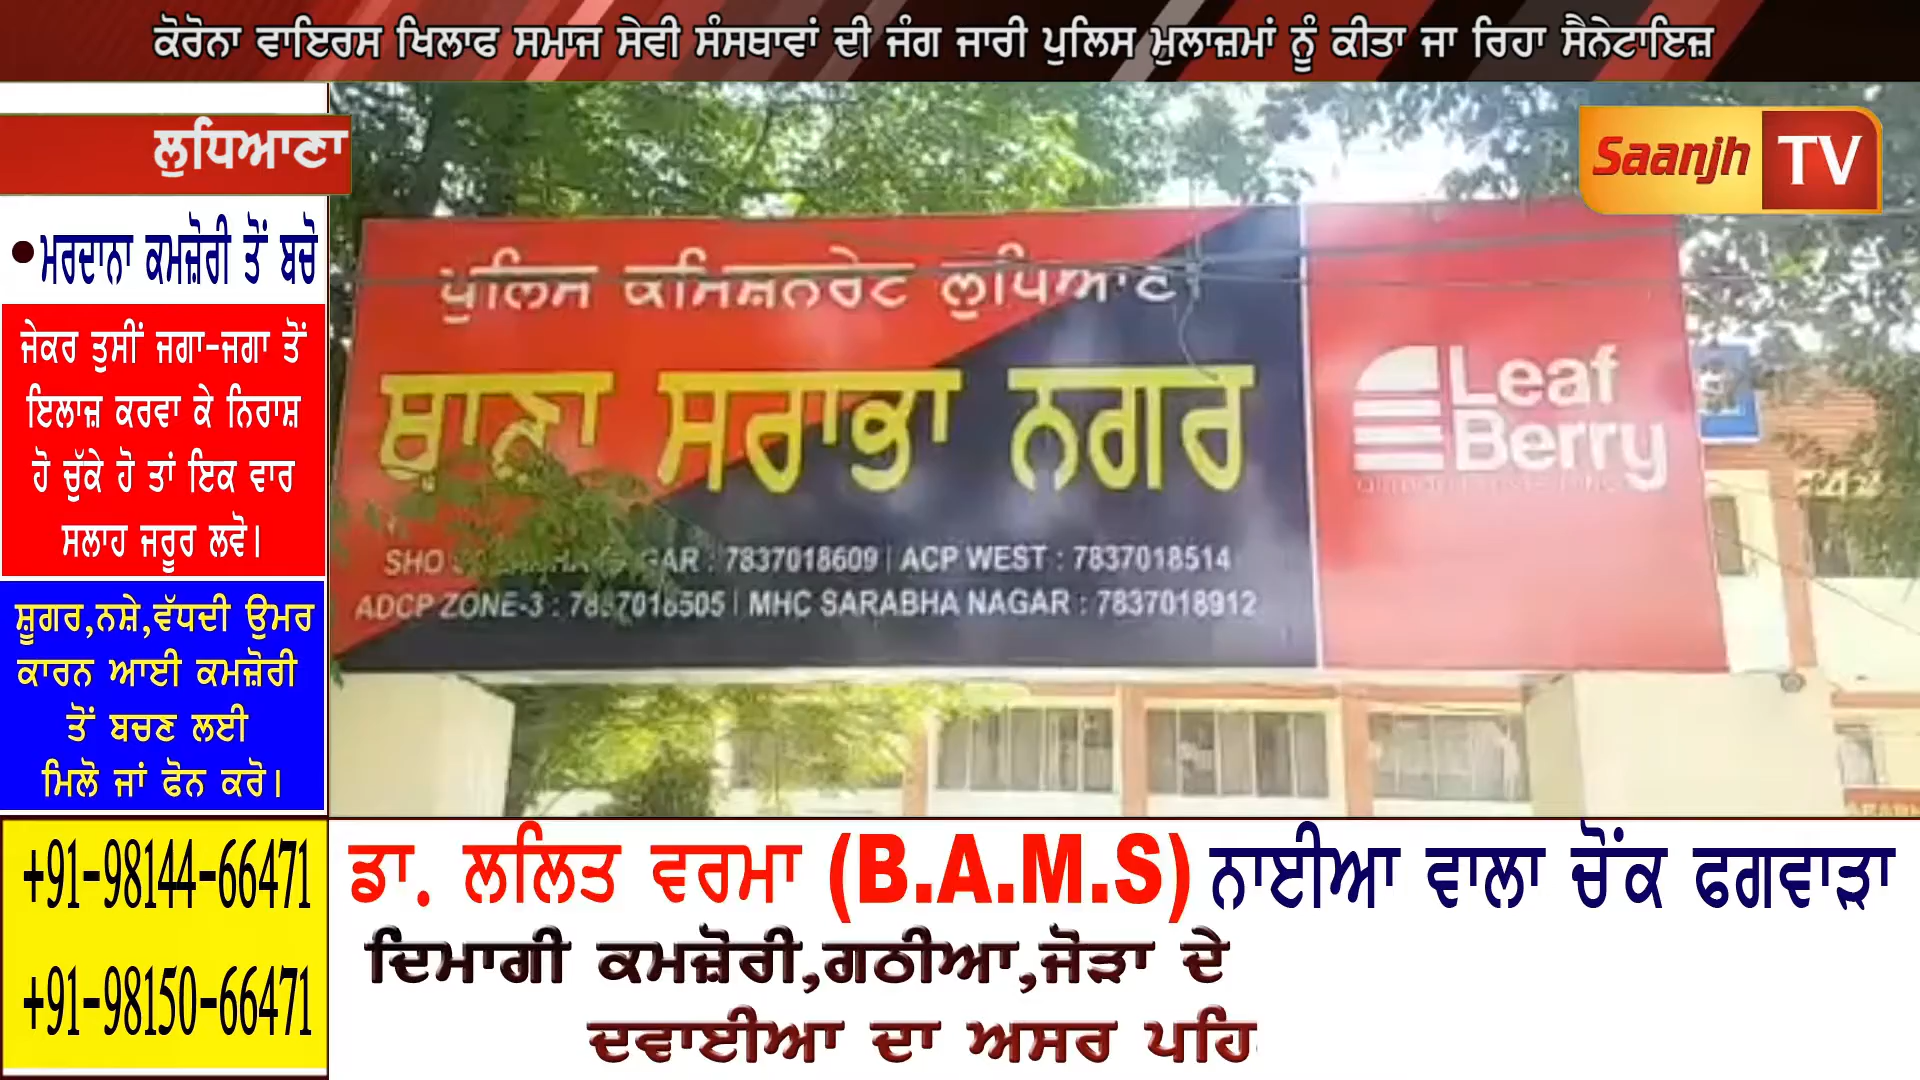 ਕੋਰੋਨਾ ਵਾਇਰਸ ਖਿਲਾਫ ਸਮਾਜ ਸੇਵੀ ਸੰਸਥਾਵਾਂ ਦੀ ਜੰਗ ਜਾਰੀ ਪੁਲਿਸ ਮੁਲਾਜ਼ਮਾਂ ਨੂੰ ਕੀਤਾ ਜਾ ਰਿਹਾ ਸੈਨੇਟਾਇਜ਼
ਲੁਧਿਆਣਾ
Saanjh TV
•ਮਰਦਾਨਾ ਕਮਜ਼ੋਰੀ ਤੋਂ ਬਚੋ
ਜੇਕਰ ਤੁਸੀਂ ਜਗਾ-ਜਗਾ ਤੋਂ
ਇਲਾਜ਼ ਕਰਵਾ ਕੇ ਨਿਰਾਸ਼
ਹੋ ਚੁੱਕੇ ਹੋ ਤਾਂ ਇਕ ਵਾਰ
ਸਲਾਹ ਜਰੂਰ ਲਵੋ।
ਸ਼ੂਗਰ,ਨਸ਼ੇ,ਵੱਧਦੀ ਉਮਰ
ਕਾਰਨ ਆਈ ਕਮਜ਼ੋਰੀ
ਤੋਂ ਬਚਣ ਲਈ
ਮਿਲੋ ਜਾਂ ਫੋਨ ਕਰੋ।
+91-98144-66471
+91-98150-66471
ਪੁਲਿਸ ਕਮਿਸ਼ਨਰੇਟ ਲੁਧਿਆਣਾ
ਥਾਣਾ ਸਰਾਭਾ ਨਗਰ
SHO : 7837018609 | ACP WEST : 7837018514
ADCP ZONE-3 : 7837018505 | MHC SARABHA NAGAR : 7837018912
Leaf
Berry
ਡਾ. ਲਲਿਤ ਵਰਮਾ (B.A.M.S) ਨਾਈਆ ਵਾਲਾ ਚੋਂਕ ਫਗਵਾੜਾ
ਦਿਮਾਗੀ ਕਮਜ਼ੋਰੀ,ਗਠੀਆ,ਜੋੜਾ ਦੇ
ਦਵਾਈਆ ਦਾ ਅਸਰ ਪਹਿ